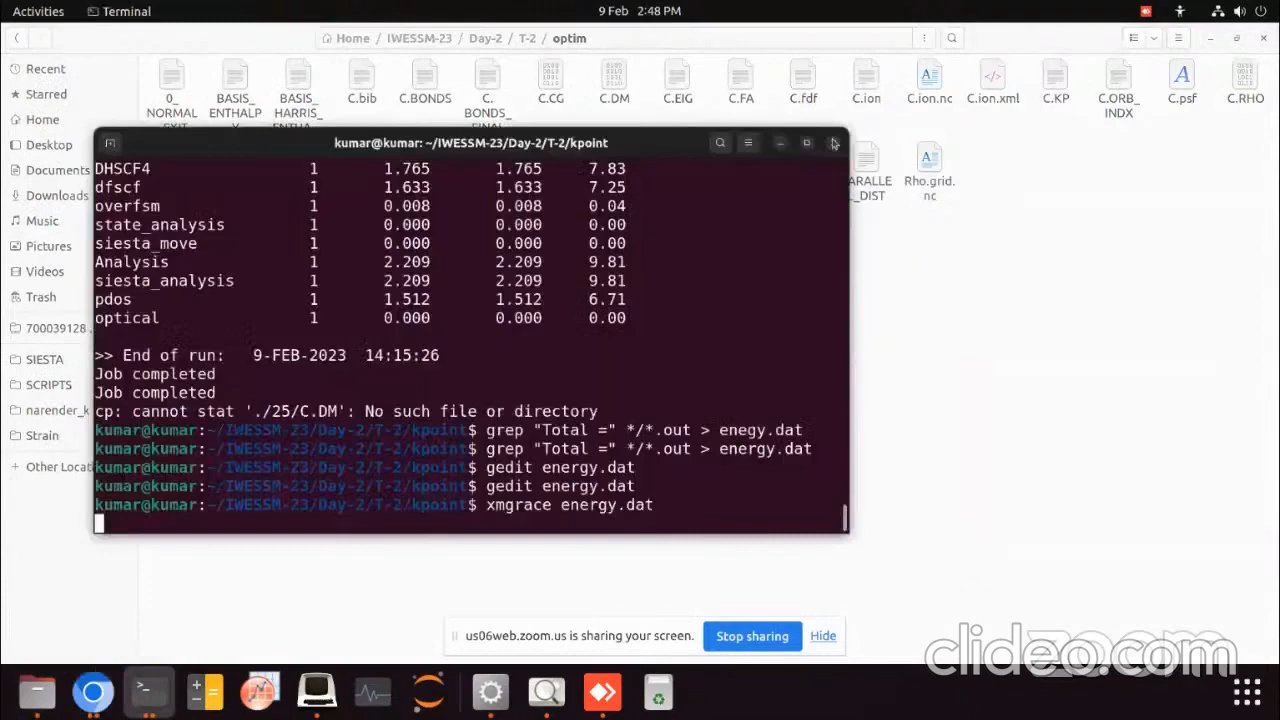 Activities
Terminal
9 Feb 2:48 PM
Home / IWESSM-23 / Day-2 / T-2 / optim
Recent
Starred
Home
Desktop
Documents
Downloads
Music
Pictures
Videos
Trash
700039128 ..
SIESTA
SCRIPTS
narender_k
Strain
+ Other Locat
0_
NORMAL
BASIS_
ENTHALP
BASIS_
HARRIS_
C.bib
C.BONDS
C.
BONDS_
C.CG
C.DM
C.EIG
C.FA
C.fdf
C.ion
C.ion.nc
C.ion.xml
C.KP
C.ORB_
INDX
C.psf
C.RHO
ARALLE
_DIST
Rho.grid.
nc
kumar@kumar: ~/IWESSM-23/Day-2/T-2/kpoint
DHSCF4 1 1.765 1.765 7.83
dfscf 1 1.633 1.633 7.25
overfsm 1 0.008 0.008 0.04
state_analysis 1 0.000 0.000 0.00
siesta_move 1 0.000 0.000 0.00
Analysis 1 2.209 2.209 9.81
siesta_analysis 1 2.209 2.209 9.81
pdos 1 1.512 1.512 6.71
optical 1 0.000 0.000 0.00
>> End of run: 9-FEB-2023 14:15:26
Job completed
Job completed
cp: cannot stat './25/C.DM': No such file or directory
kumar@kumar:~/IWESSM-23/Day-2/T-2/kpoint$ grep "Total =" */*.out > enegy.dat
kumar@kumar:~/IWESSM-23/Day-2/T-2/kpoint$ grep "Total =" */*.out > energy.dat
kumar@kumar:~/IWESSM-23/Day-2/T-2/kpoint$ gedit energy.dat
kumar@kumar:~/IWESSM-23/Day-2/T-2/kpoint$ gedit energy.dat
kumar@kumar:~/IWESSM-23/Day-2/T-2/kpoint$ xmgrace energy.dat
us06web.zoom.us is sharing your screen.
Stop sharing
Hide
clideo.com
zoom